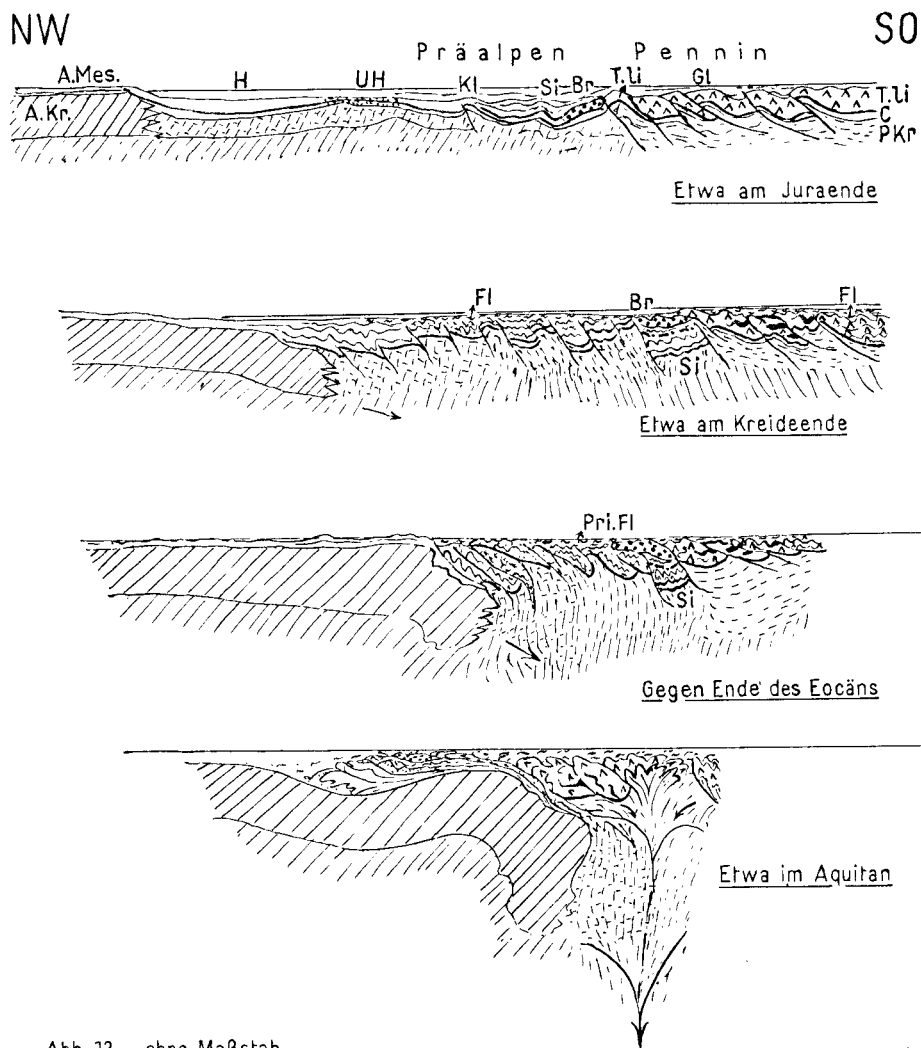 NW SO
Präalpen Pennin
A.Mes. H UH Kl Si-Br T.li Gl
T.li
A.Kr. C
PKr
Etwa am Juraende
Fl Br Fl
Si
Etwa am Kreideende
Pri.Fl
Si
Gegen Ende des Eocäns
Etwa im Aquitan
Abb. 12 ohne Maßstab